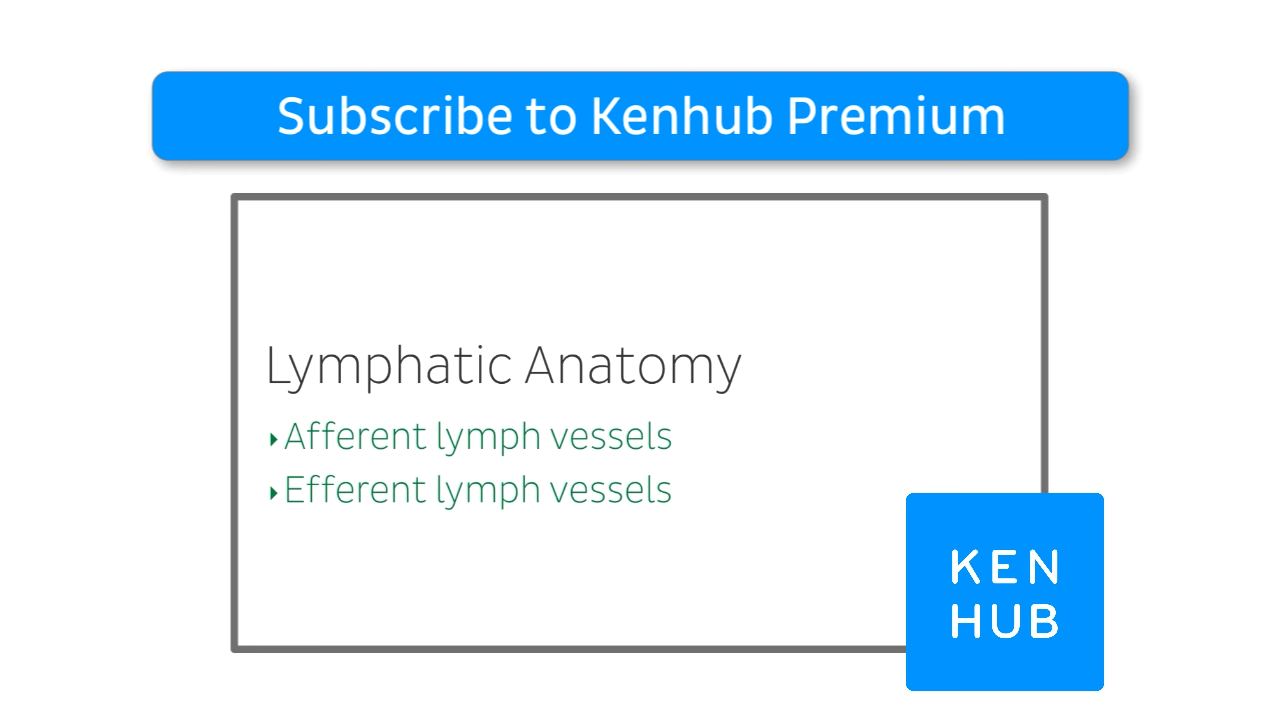 Subscribe to Kenhub Premium
Lymphatic Anatomy
Afferent lymph vessels
Efferent lymph vessels
KEN
HUB